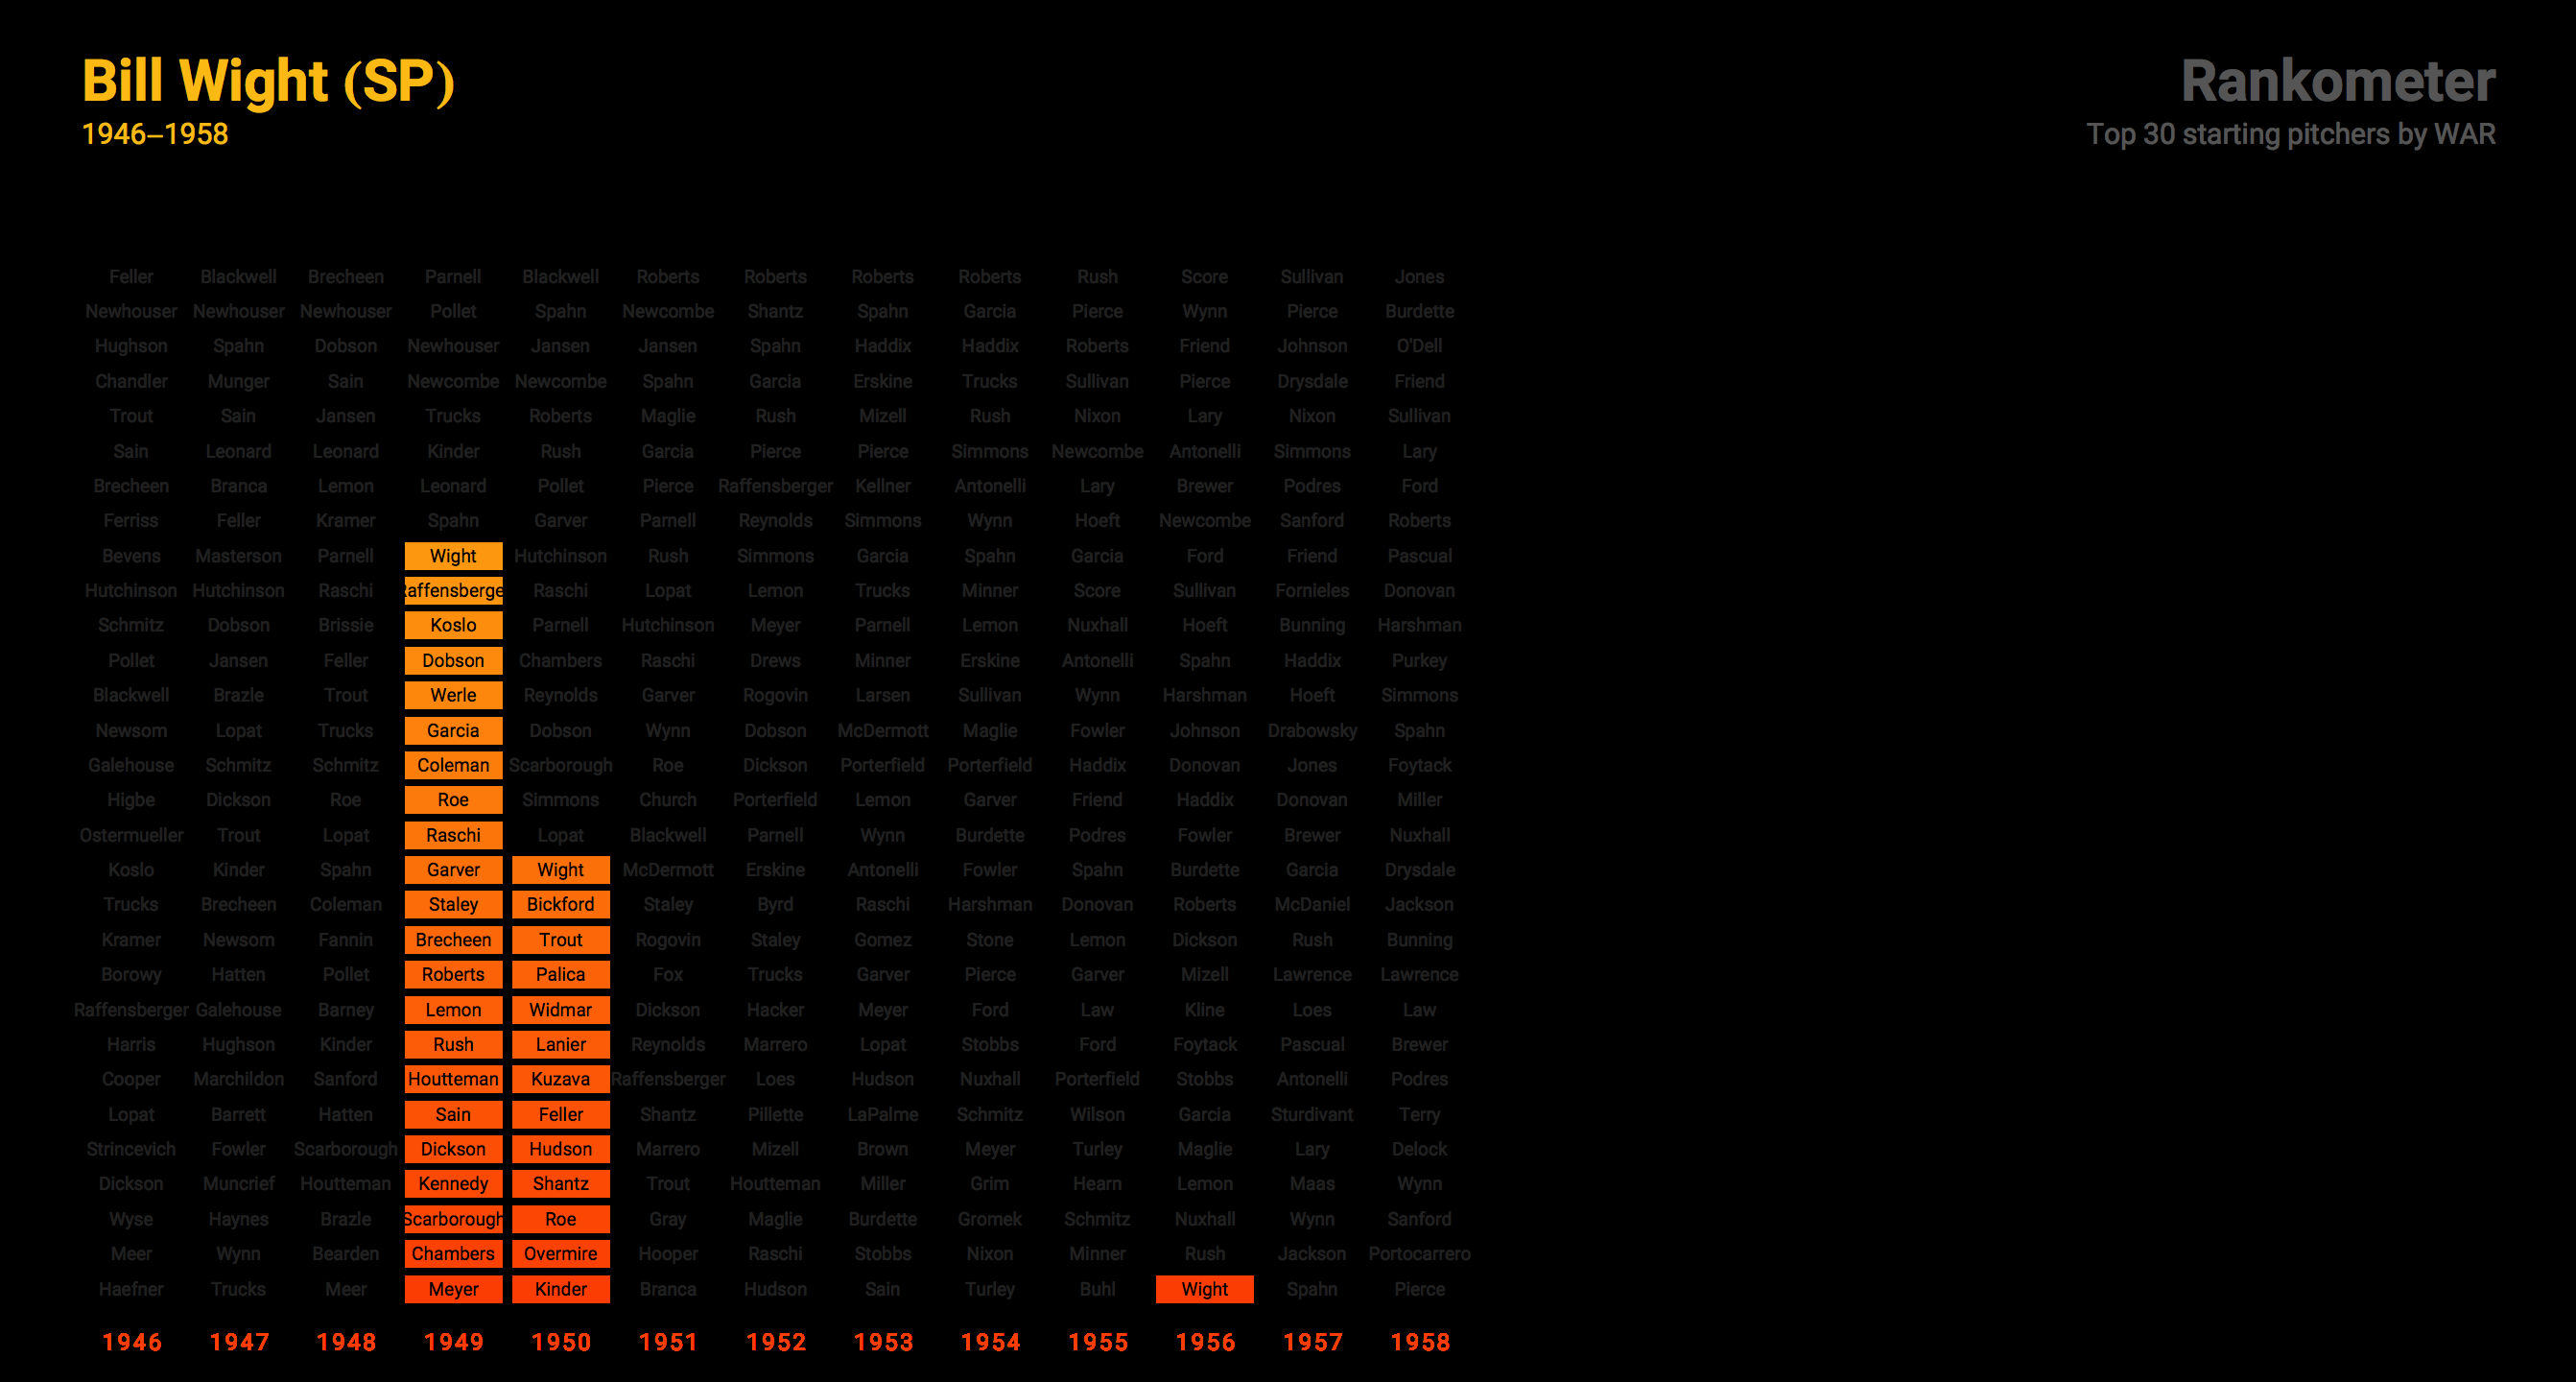 Bill Wight (SP)
1946–1958
Rankometer
Top 30 starting pitchers by WAR
Feller Blackwell Brecheen Parnell Blackwell Roberts Roberts Roberts Roberts Rush Score Sullivan Jones
Newhouser Newhouser Newhouser Pollet Spahn Newcombe Shantz Spahn Garcia Pierce Wynn Pierce Burdette
Hughson Spahn Dobson Newhouser Jansen Jansen Spahn Haddix Haddix Roberts Friend Johnson O'Dell
Chandler Munger Sain Newcombe Newcombe Spahn Garcia Erskine Trucks Sullivan Pierce Drysdale Friend
Trout Sain Jansen Trucks Roberts Maglie Rush Mizell Rush Nixon Lary Nixon Sullivan
Sain Leonard Leonard Kinder Rush Garcia Pierce Pierce Simmons Newcombe Antonelli Simmons Lary
Brecheen Branca Lemon Leonard Pollet Pierce Raffensberger Kellner Antonelli Lary Brewer Podres Ford
Ferriss Feller Kramer Spahn Garver Parnell Reynolds Simmons Wynn Hoeft Newcombe Sanford Roberts
Bevens Masterson Parnell Wight Hutchinson Rush Simmons Garcia Spahn Garcia Ford Friend Pascual
Hutchinson Hutchinson Raschi affensberge Raschi Lopat Lemon Trucks Minner Score Sullivan Fornieles Donovan
Schmitz Dobson Brissie Koslo Parnell Hutchinson Meyer Parnell Lemon Nuxhall Hoeft Bunning Harshman
Pollet Jansen Feller Dobson Chambers Raschi Drews Minner Erskine Antonelli Spahn Haddix Purkey
Blackwell Brazle Trout Werle Reynolds Garver Rogovin Larsen Sullivan Wynn Harshman Hoeft Simmons
Newsom Lopat Trucks Garcia Dobson Wynn Dobson McDermott Maglie Fowler Johnson Drabowsky Spahn
Galehouse Schmitz Schmitz Coleman Scarborough Roe Dickson Porterfield Porterfield Haddix Donovan Jones Foytack
Higbe Dickson Roe Roe Simmons Church Porterfield Lemon Garver Friend Haddix Donovan Miller
Ostermueller Trout Lopat Raschi Lopat Blackwell Parnell Wynn Burdette Podres Fowler Brewer Nuxhall
Koslo Kinder Spahn Garver Wight McDermott Erskine Antonelli Fowler Spahn Burdette Garcia Drysdale
Trucks Brecheen Coleman Staley Bickford Staley Byrd Raschi Harshman Donovan Roberts McDaniel Jackson
Kramer Newsom Fannin Brecheen Trout Rogovin Staley Gomez Stone Lemon Dickson Rush Bunning
Borowy Hatten Pollet Roberts Palica Fox Trucks Garver Pierce Garver Mizell Lawrence Lawrence
Raffensberger Galehouse Barney Lemon Widmar Dickson Hacker Meyer Ford Law Kline Loes Law
Harris Hughson Kinder Rush Lanier Reynolds Marrero Lopat Stobbs Ford Foytack Pascual Brewer
Cooper Marchildon Sanford Houtteman Kuzava Raffensberger Loes Hudson Nuxhall Porterfield Stobbs Antonelli Podres
Lopat Barrett Hatten Sain Feller Shantz Pillette LaPalme Schmitz Wilson Garcia Sturdivant Terry
Strincevich Fowler Scarborough Dickson Hudson Marrero Mizell Brown Meyer Turley Maglie Lary Delock
Dickson Muncrief Houtteman Kennedy Shantz Trout Houtteman Miller Grim Hearn Lemon Maas Wynn
Wyse Haynes Brazle Scarborough Roe Gray Maglie Burdette Gromek Schmitz Nuxhall Wynn Sanford
Meer Wynn Bearden Chambers Overmire Hooper Raschi Stobbs Nixon Minner Rush Jackson Portocarrero
Haefner Trucks Meer Meyer Kinder Branca Hudson Sain Turley Buhl Wight Spahn Pierce
1946 1947 1948 1949 1950 1951 1952 1953 1954 1955 1956 1957 1958